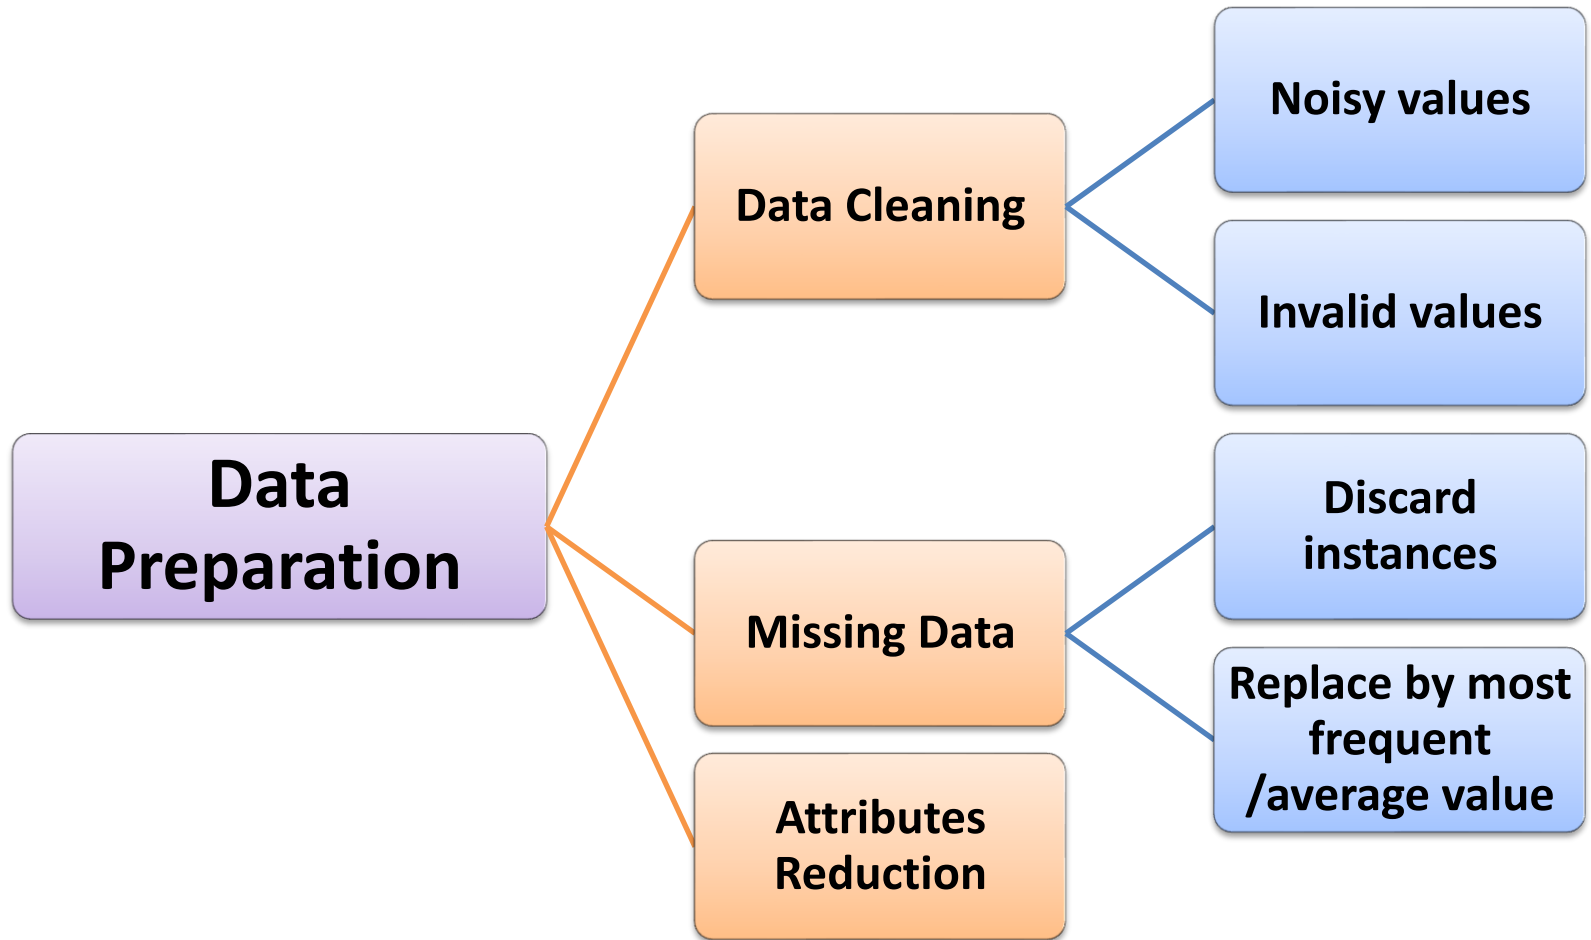 Data
Preparation
Data Cleaning
Noisy values
Invalid values
Missing Data
Discard
instances
Replace by most
frequent
/average value
Attributes
Reduction